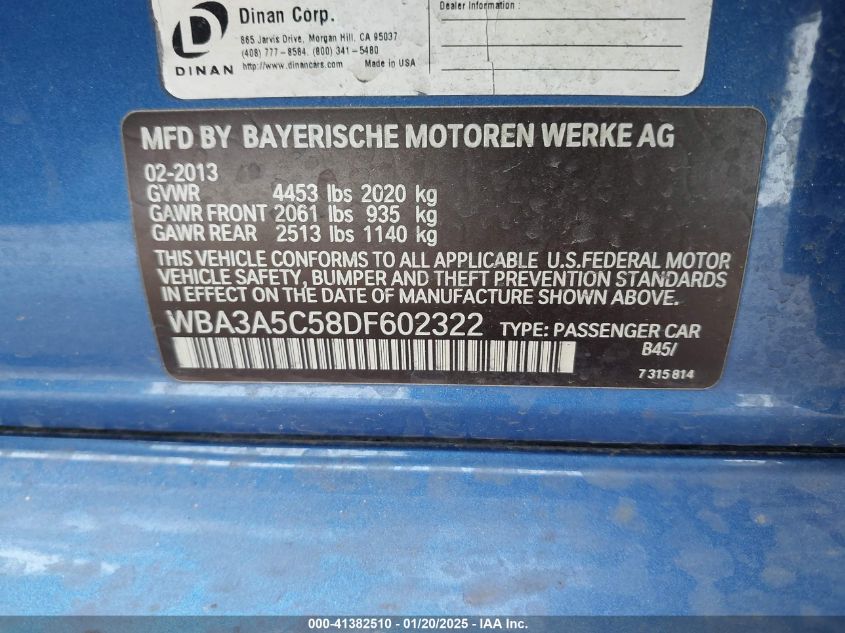 Dinan Corp.
Dealer Information :
865 Jarvis Drive, Morgan Hill, CA 95037
(408) 777-8584, (800) 341-5480
DINAN http://www.dinancars.com Made in USA
MFD BY BAYERISCHE MOTOREN WERKE AG
02-2013
GVWR 4453 lbs 2020 kg
GAWR FRONT 2061 lbs 935 kg
GAWR REAR 2513 lbs 1140 kg
THIS VEHICLE CONFORMS TO ALL APPLICABLE U.S.FEDERAL MOTOR
VEHICLE SAFETY, BUMPER AND THEFT PREVENTION STANDARDS
IN EFFECT ON THE DATE OF MANUFACTURE SHOWN ABOVE.
WBA3A5C58DF602322 TYPE: PASSENGER CAR
B45/
7 315 814
000-41382510 - 01/20/2025 - IAA Inc.